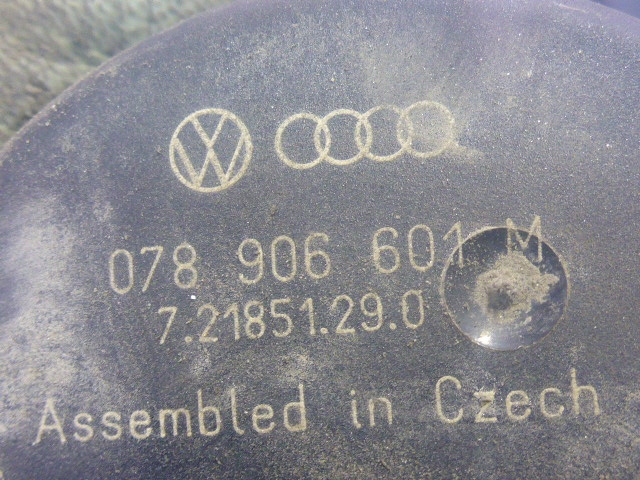 078 906 601 M
7.21851.29.0
Assembled in Czech